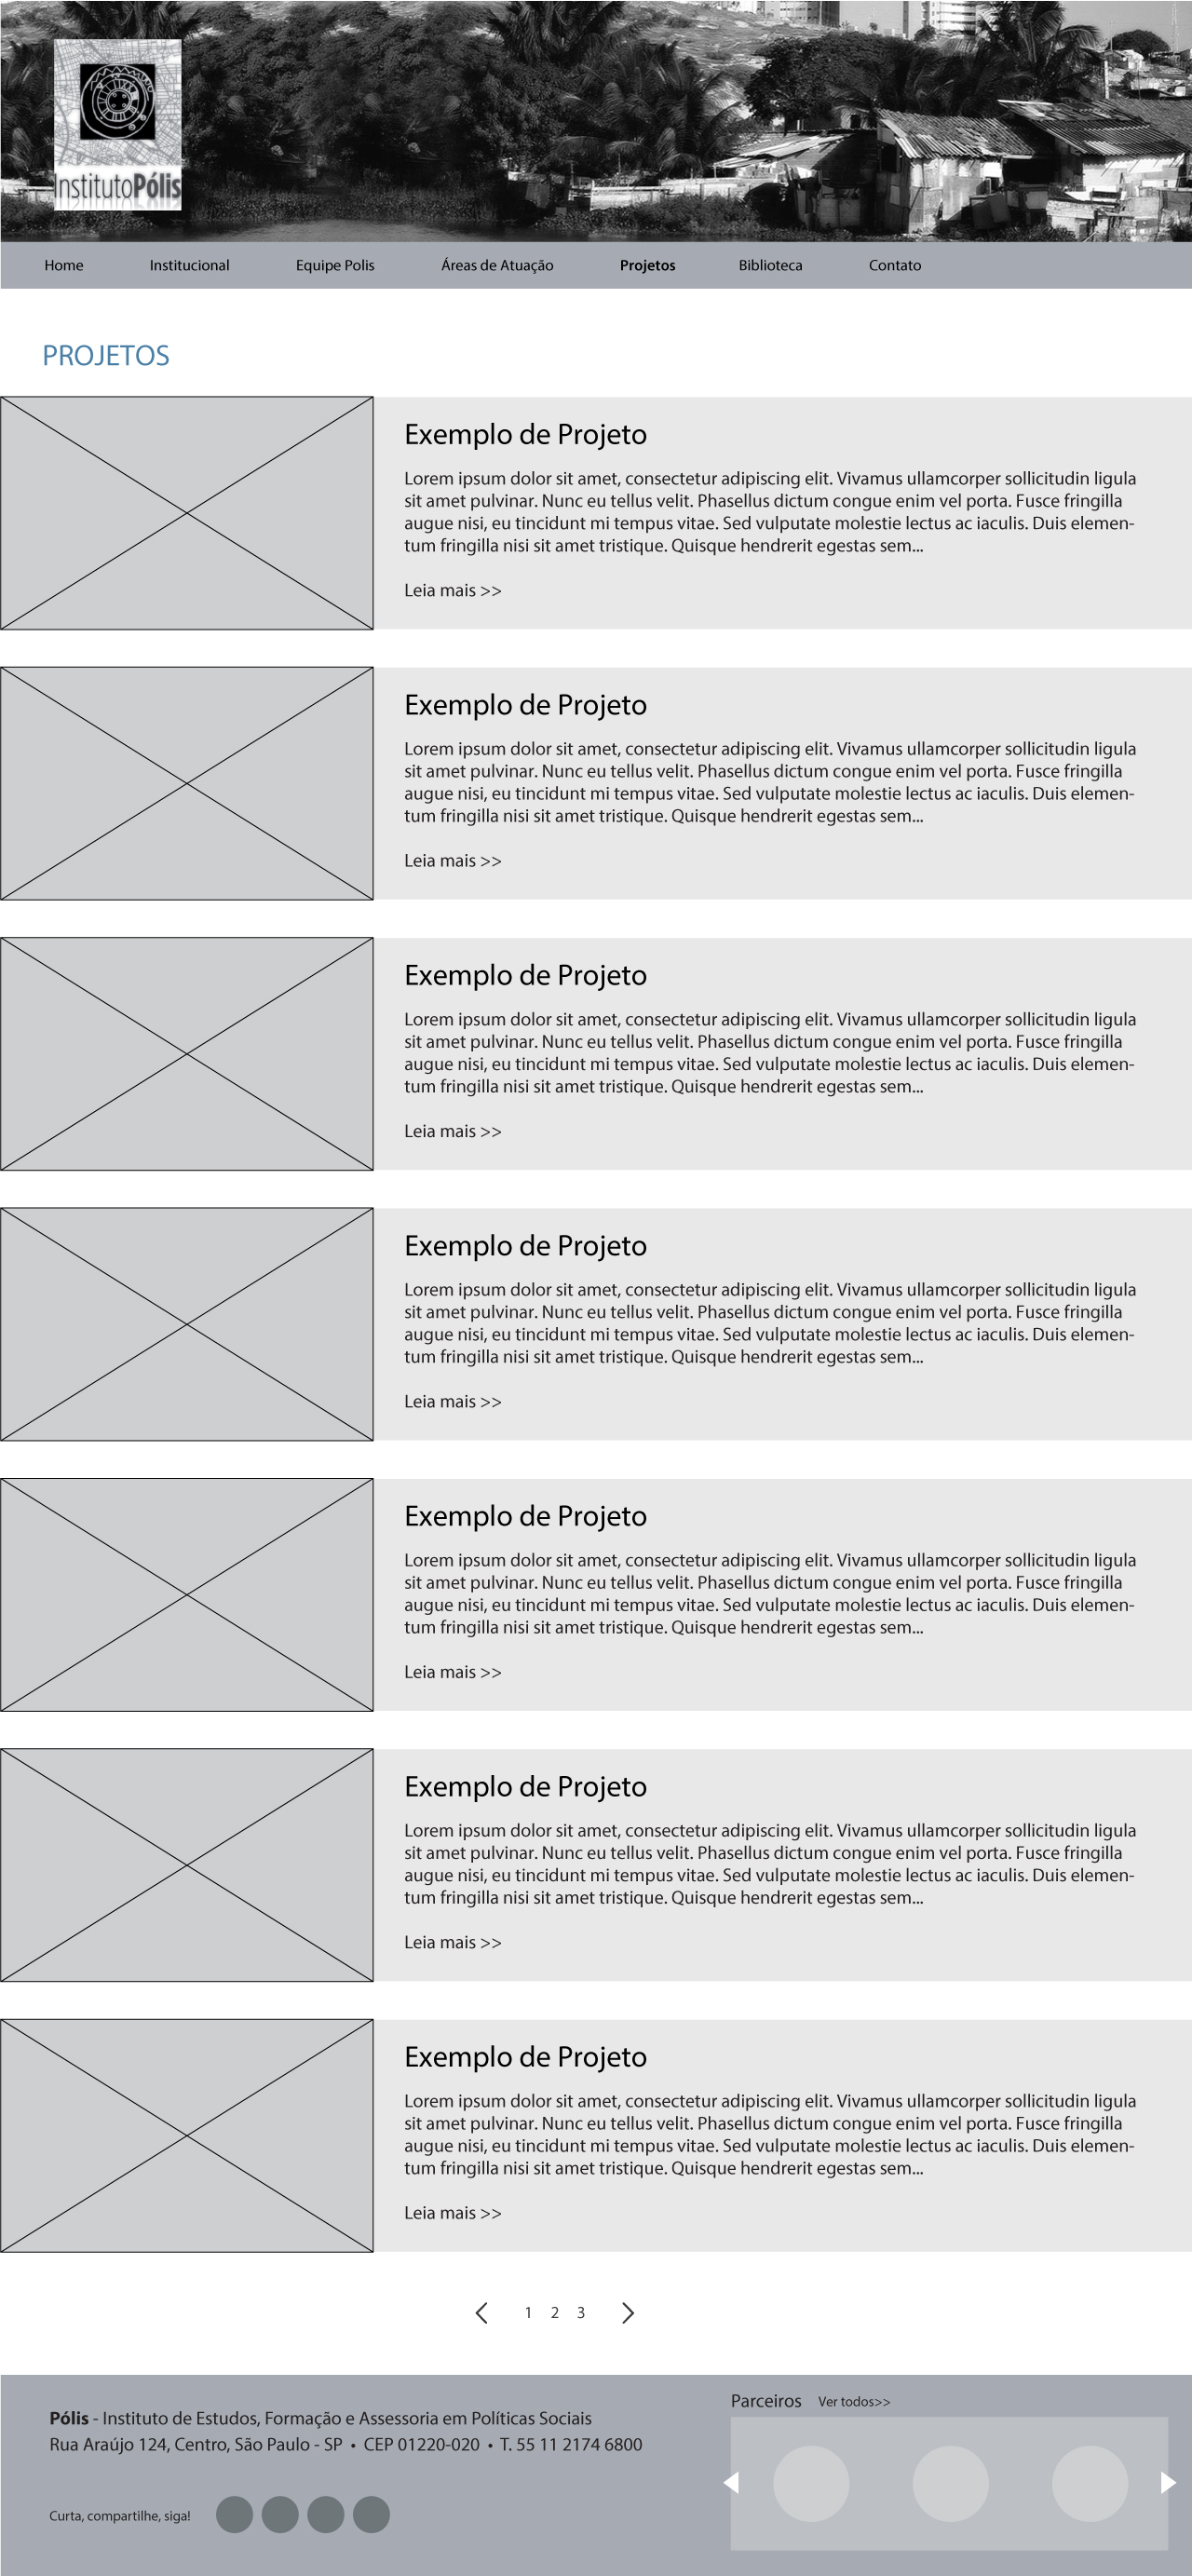 InstitutoPólis
Home Institucional Equipe Polis Áreas de Atuação Projetos Biblioteca Contato
PROJETOS
Exemplo de Projeto
Lorem ipsum dolor sit amet, consectetur adipiscing elit. Vivamus ullamcorper sollicitudin ligula
sit amet pulvinar. Nunc eu tellus velit. Phasellus dictum congue enim vel porta. Fusce fringilla
augue nisi, eu tincidunt mi tempus vitae. Sed vulputate molestie lectus ac iaculis. Duis elemen-
tum fringilla nisi sit amet tristique. Quisque hendrerit egestas sem...
Leia mais >>
Exemplo de Projeto
Lorem ipsum dolor sit amet, consectetur adipiscing elit. Vivamus ullamcorper sollicitudin ligula
sit amet pulvinar. Nunc eu tellus velit. Phasellus dictum congue enim vel porta. Fusce fringilla
augue nisi, eu tincidunt mi tempus vitae. Sed vulputate molestie lectus ac iaculis. Duis elemen-
tum fringilla nisi sit amet tristique. Quisque hendrerit egestas sem...
Leia mais >>
Exemplo de Projeto
Lorem ipsum dolor sit amet, consectetur adipiscing elit. Vivamus ullamcorper sollicitudin ligula
sit amet pulvinar. Nunc eu tellus velit. Phasellus dictum congue enim vel porta. Fusce fringilla
augue nisi, eu tincidunt mi tempus vitae. Sed vulputate molestie lectus ac iaculis. Duis elemen-
tum fringilla nisi sit amet tristique. Quisque hendrerit egestas sem...
Leia mais >>
Exemplo de Projeto
Lorem ipsum dolor sit amet, consectetur adipiscing elit. Vivamus ullamcorper sollicitudin ligula
sit amet pulvinar. Nunc eu tellus velit. Phasellus dictum congue enim vel porta. Fusce fringilla
augue nisi, eu tincidunt mi tempus vitae. Sed vulputate molestie lectus ac iaculis. Duis elemen-
tum fringilla nisi sit amet tristique. Quisque hendrerit egestas sem...
Leia mais >>
Exemplo de Projeto
Lorem ipsum dolor sit amet, consectetur adipiscing elit. Vivamus ullamcorper sollicitudin ligula
sit amet pulvinar. Nunc eu tellus velit. Phasellus dictum congue enim vel porta. Fusce fringilla
augue nisi, eu tincidunt mi tempus vitae. Sed vulputate molestie lectus ac iaculis. Duis elemen-
tum fringilla nisi sit amet tristique. Quisque hendrerit egestas sem...
Leia mais >>
Exemplo de Projeto
Lorem ipsum dolor sit amet, consectetur adipiscing elit. Vivamus ullamcorper sollicitudin ligula
sit amet pulvinar. Nunc eu tellus velit. Phasellus dictum congue enim vel porta. Fusce fringilla
augue nisi, eu tincidunt mi tempus vitae. Sed vulputate molestie lectus ac iaculis. Duis elemen-
tum fringilla nisi sit amet tristique. Quisque hendrerit egestas sem...
Leia mais >>
Exemplo de Projeto
Lorem ipsum dolor sit amet, consectetur adipiscing elit. Vivamus ullamcorper sollicitudin ligula
sit amet pulvinar. Nunc eu tellus velit. Phasellus dictum congue enim vel porta. Fusce fringilla
augue nisi, eu tincidunt mi tempus vitae. Sed vulputate molestie lectus ac iaculis. Duis elemen-
tum fringilla nisi sit amet tristique. Quisque hendrerit egestas sem...
Leia mais >>
1 2 3
Pólis - Instituto de Estudos, Formação e Assessoria em Políticas Sociais
Rua Araújo 124, Centro, São Paulo - SP • CEP 01220-020 • T. 55 11 2174 6800
Curta, compartilhe, siga!
Parceiros Ver todos>>